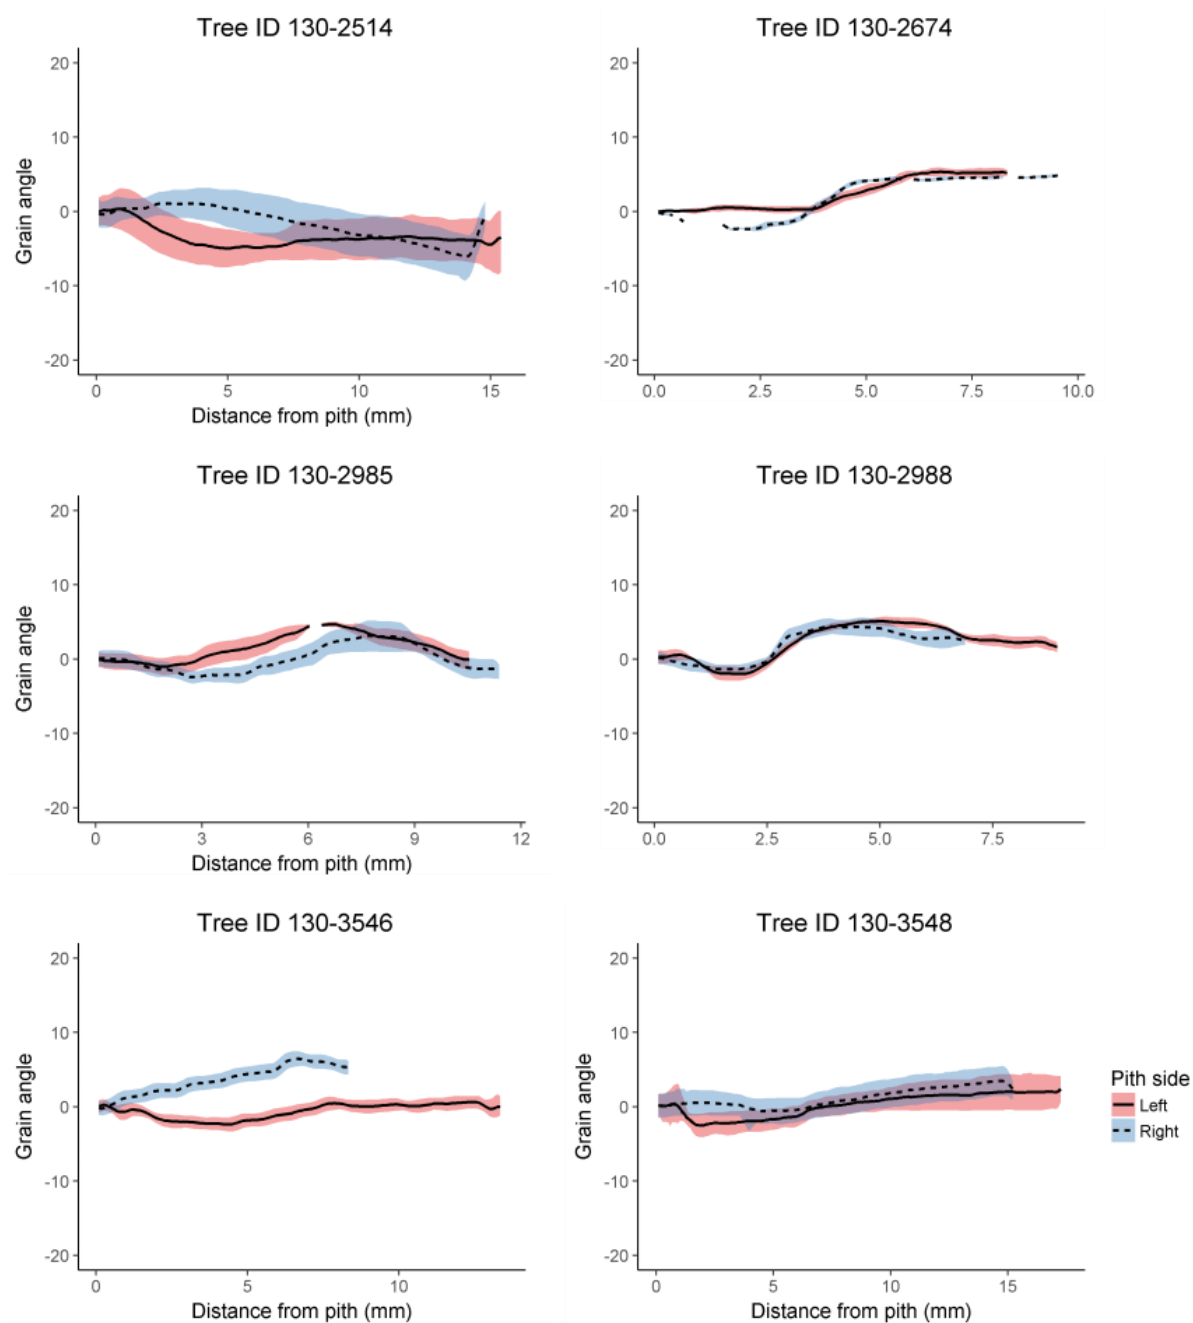 Tree ID 130-2514
20
10
0
-10
-20
Grain angle
0 5 10 15
Distance from pith (mm)
Tree ID 130-2674
20
10
0
-10
-20
0.0 2.5 5.0 7.5 10.0
Tree ID 130-2985
20
10
0
-10
-20
Grain angle
0 3 6 9 12
Distance from pith (mm)
Tree ID 130-2988
20
10
0
-10
-20
0.0 2.5 5.0 7.5
Tree ID 130-3546
20
10
0
-10
-20
Grain angle
0 5 10
Distance from pith (mm)
Tree ID 130-3548
20
10
0
-10
-20
Grain angle
0 5 10 15
Distance from pith (mm)
Pith side
Left
Right